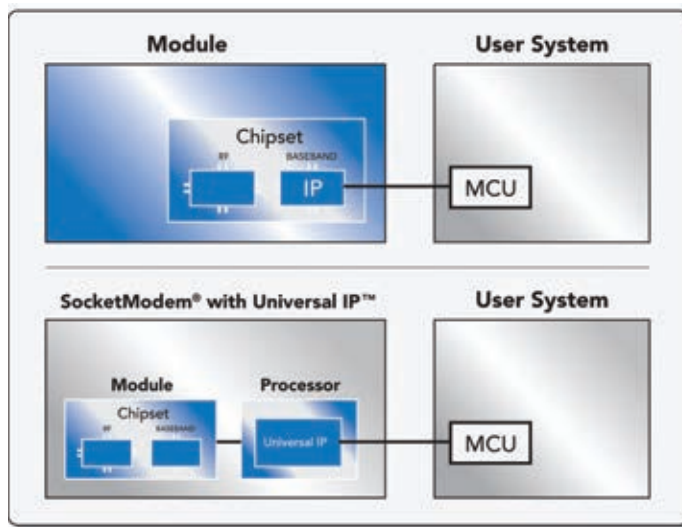 Module
User System
Chipset
RF
BASEBAND
IP
MCU
SocketModem® with Universal IP™
User System
Module
Processor
Chipset
RF
BASEBAND
Universal IP
MCU